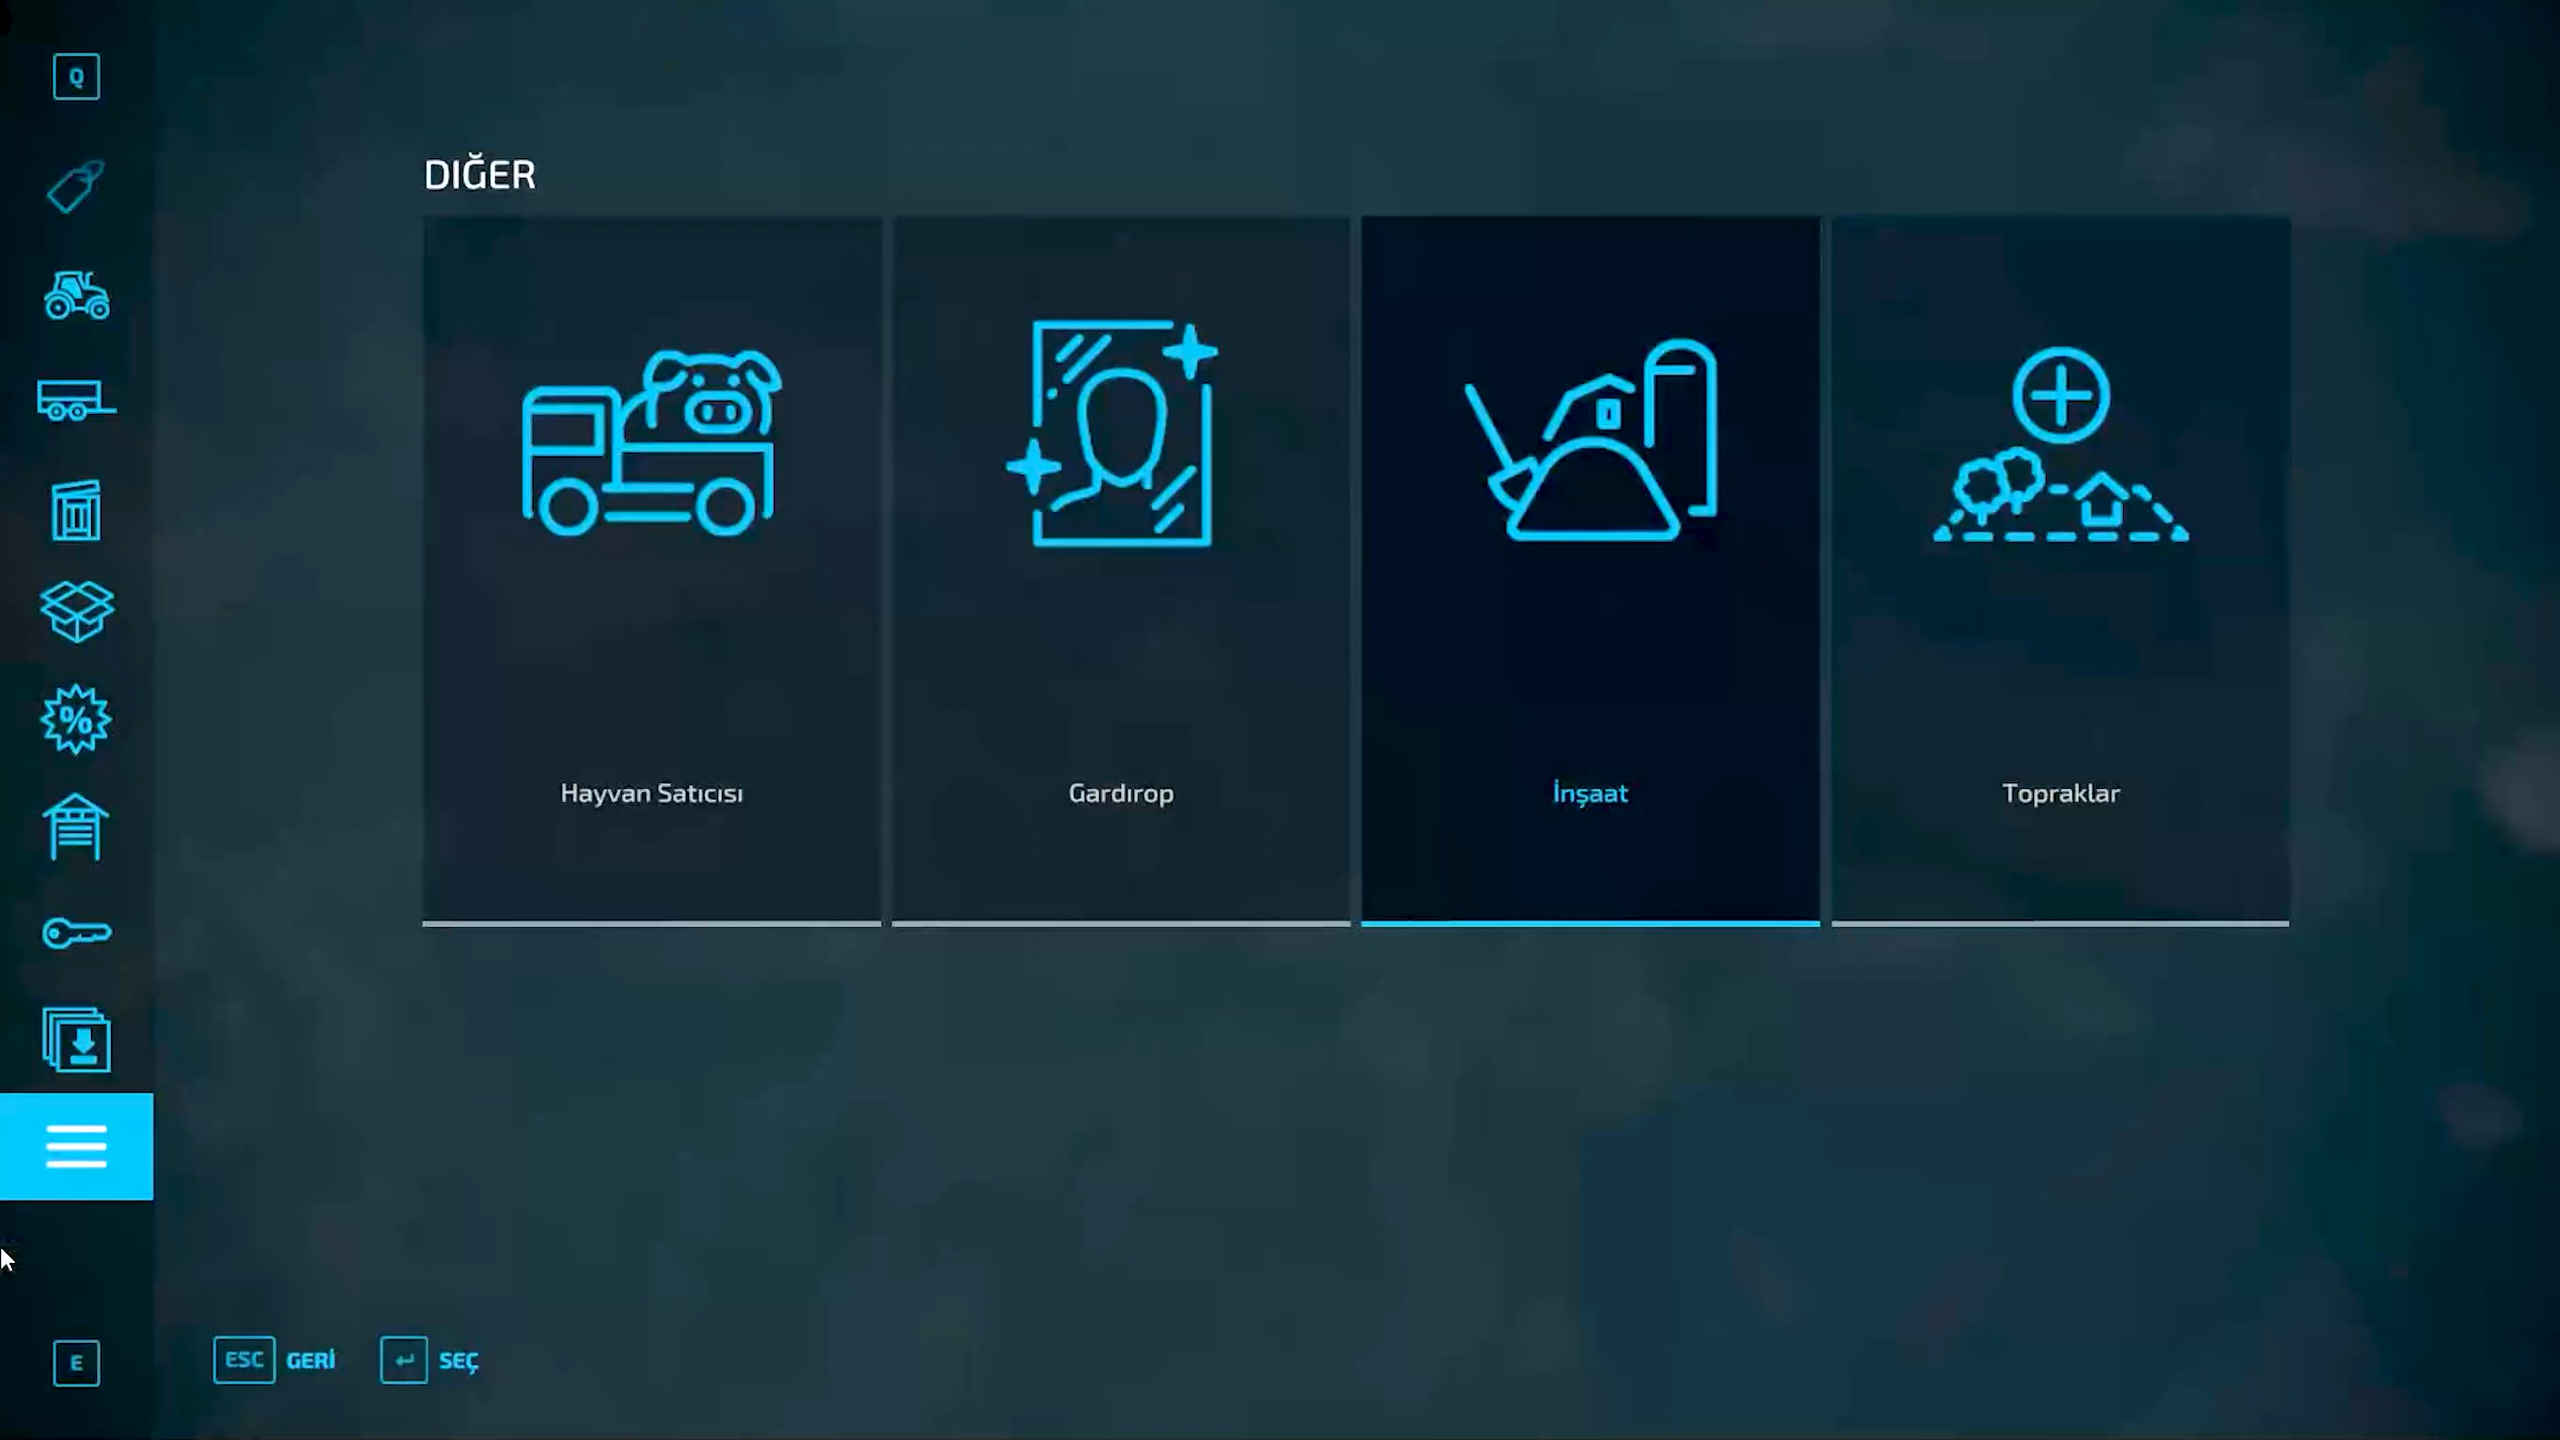 Q
DIĞER
%
Hayvan Satıcısı
Gardırop
İnşaat
Topraklar
E
ESC GERİ
SEÇ